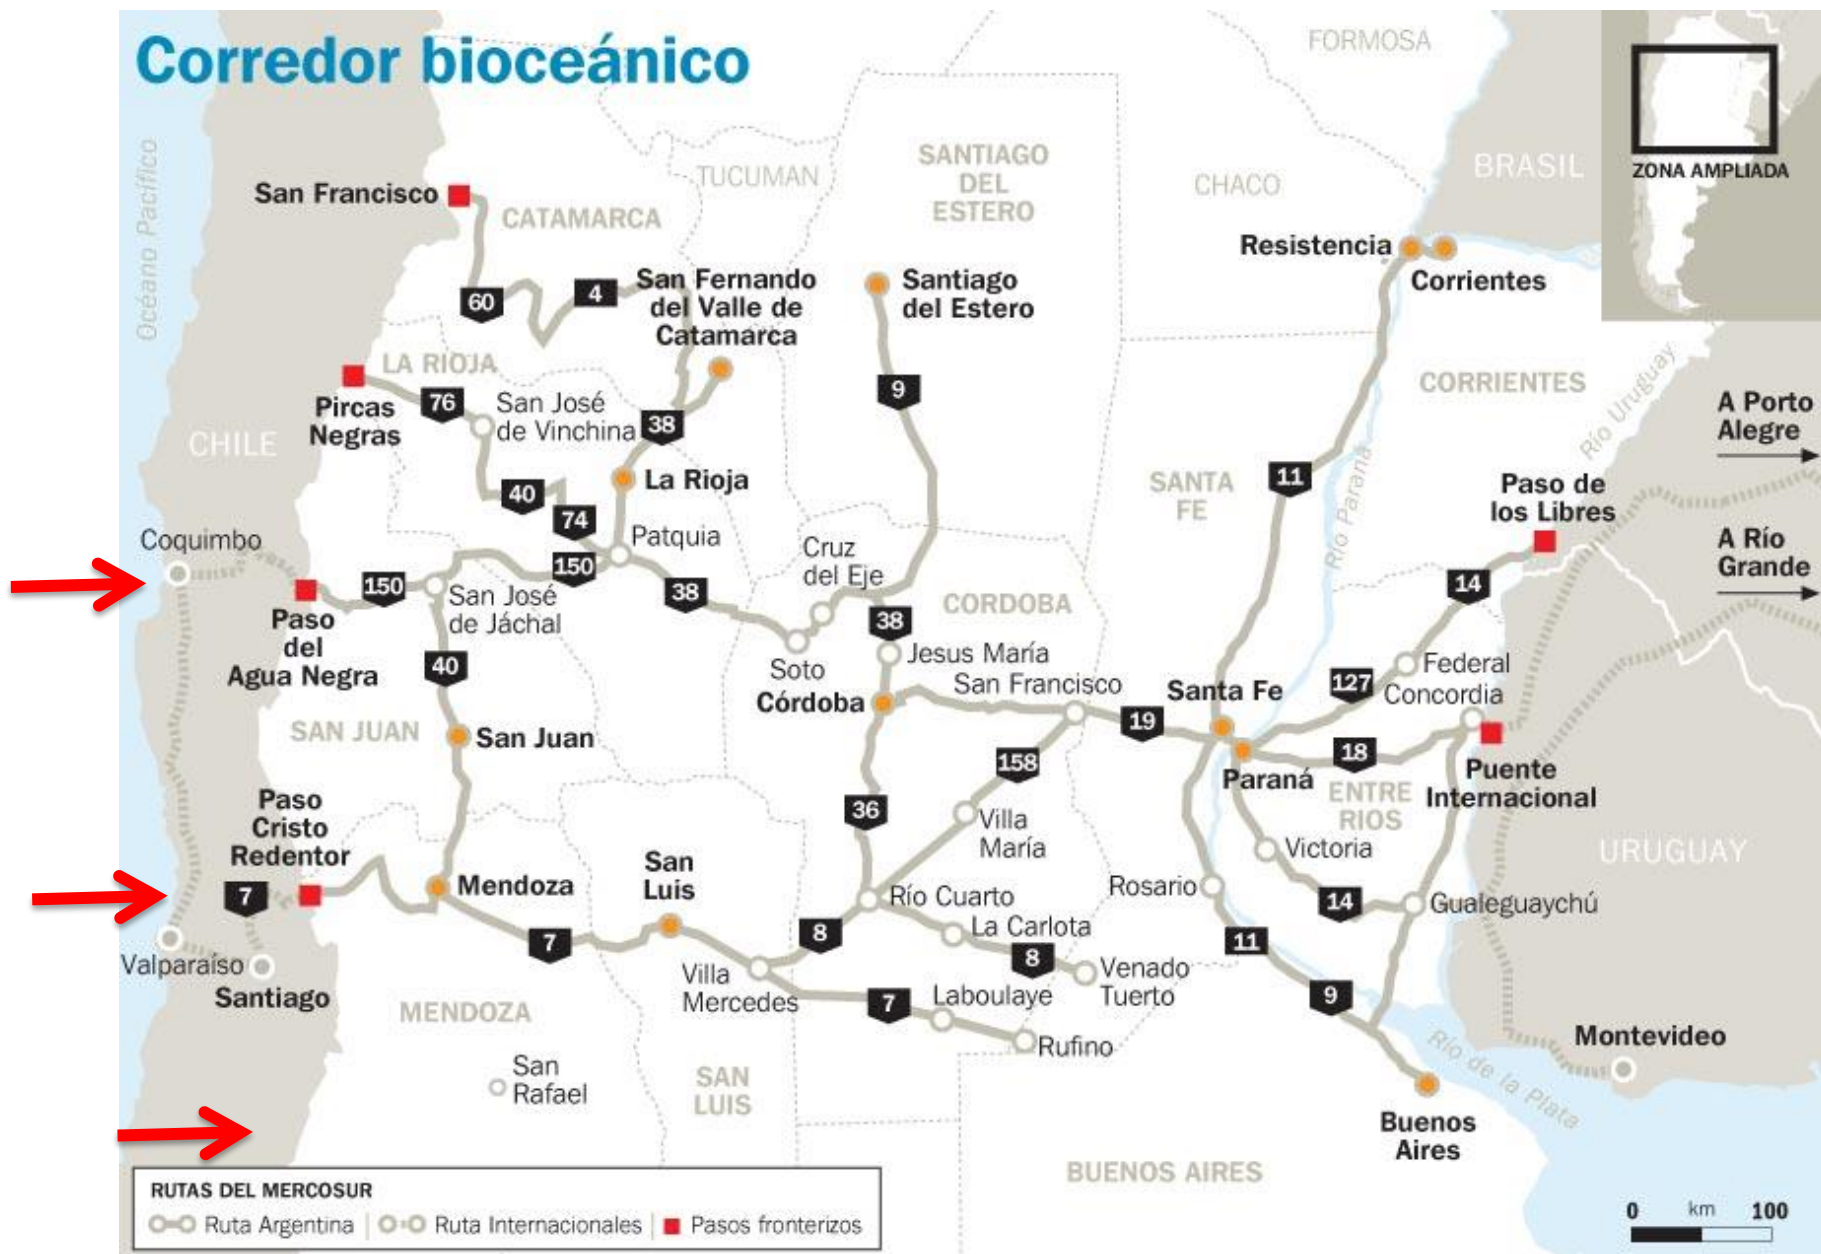 Corredor bioceánico
FORMOSA
BRASIL
ZONA AMPLIADA
Océano Pacífico
San Francisco
CATAMARCA
TUCUMAN
SANTIAGO
DEL
ESTERO
CHACO
Resistencia
Corrientes
60
4
San Fernando
del Valle de
Catamarca
Santiago
del Estero
LA RIOJA
Pircas
Negras
76
San José
de Vinchina
38
9
CORRIENTES
Río Uruguay
A Porto
Alegre
CHILE
La Rioja
40
74
SANTA
FE
11
Río Paraná
Paso de
los Libres
Coquimbo
Patquia
Cruz
del Eje
A Río
Grande
150
150
38
14
San José
de Jáchal
Paso
del
Agua Negra
CORDOBA
38
40
Soto
Jesus María
San Francisco
Córdoba
Santa Fe
127
Federal
Concordia
SAN JUAN
San Juan
19
158
18
Paraná
Puente
Internacional
ENTRE
RIOS
Paso
Cristo
Redentor
36
Villa
María
Victoria
URUGUAY
7
Mendoza
San
Luis
Río Cuarto
Rosario
14
Gualeguaychú
7
8
La Carlota
8
11
Valparaíso
Santiago
Villa
Mercedes
7
Laboulaye
Venado
Tuerto
9
MENDOZA
Rufino
Río de la Plata
Montevideo
San
Rafael
SAN
LUIS
Buenos
Aires
BUENOS AIRES
RUTAS DEL MERCOSUR
Ruta Argentina
Ruta Internacionales
Pasos fronterizos
0 km 100